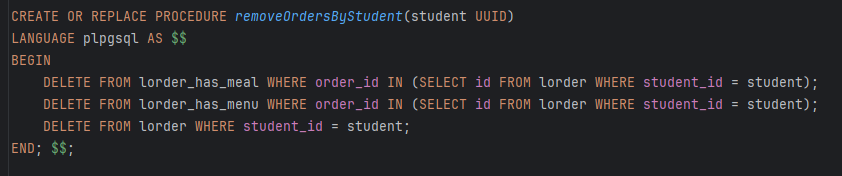 CREATE OR REPLACE PROCEDURE removeOrdersByStudent(student UUID)
LANGUAGE plpgsql AS $$
BEGIN
    DELETE FROM lorder_has_meal WHERE order_id IN (SELECT id FROM lorder WHERE student_id = student);
    DELETE FROM lorder_has_menu WHERE order_id IN (SELECT id FROM lorder WHERE student_id = student);
    DELETE FROM lorder WHERE student_id = student;
END; $$;